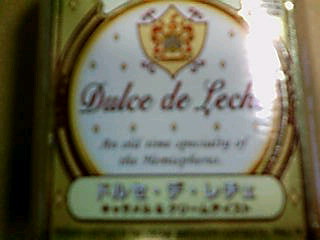 Dulce de Lech
An old time specialty of
the Hemisphere.
ドルセ・デ・レチェ
キャラメル&クリームテイスト